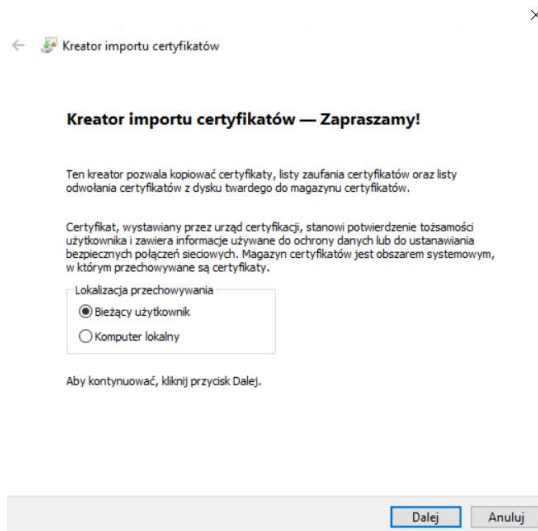 Kreator importu certyfikatów
Kreator importu certyfikatów — Zapraszamy!
Ten kreator pozwala kopiować certyfikaty, listy zaufania certyfikatów oraz listy
odwołania certyfikatów z dysku twardego do magazynu certyfikatów.
Certyfikat, wystawiany przez urząd certyfikacji, stanowi potwierdzenie tożsamości
użytkownika i zawiera informacje używane do ochrony danych lub do ustanawiania
bezpiecznych połączeń sieciowych. Magazyn certyfikatów jest obszarem systemowym,
w którym przechowywane są certyfikaty.
Lokalizacja przechowywania
Bieżący użytkownik
Komputer lokalny
Aby kontynuować, kliknij przycisk Dalej.
Dalej Anuluj